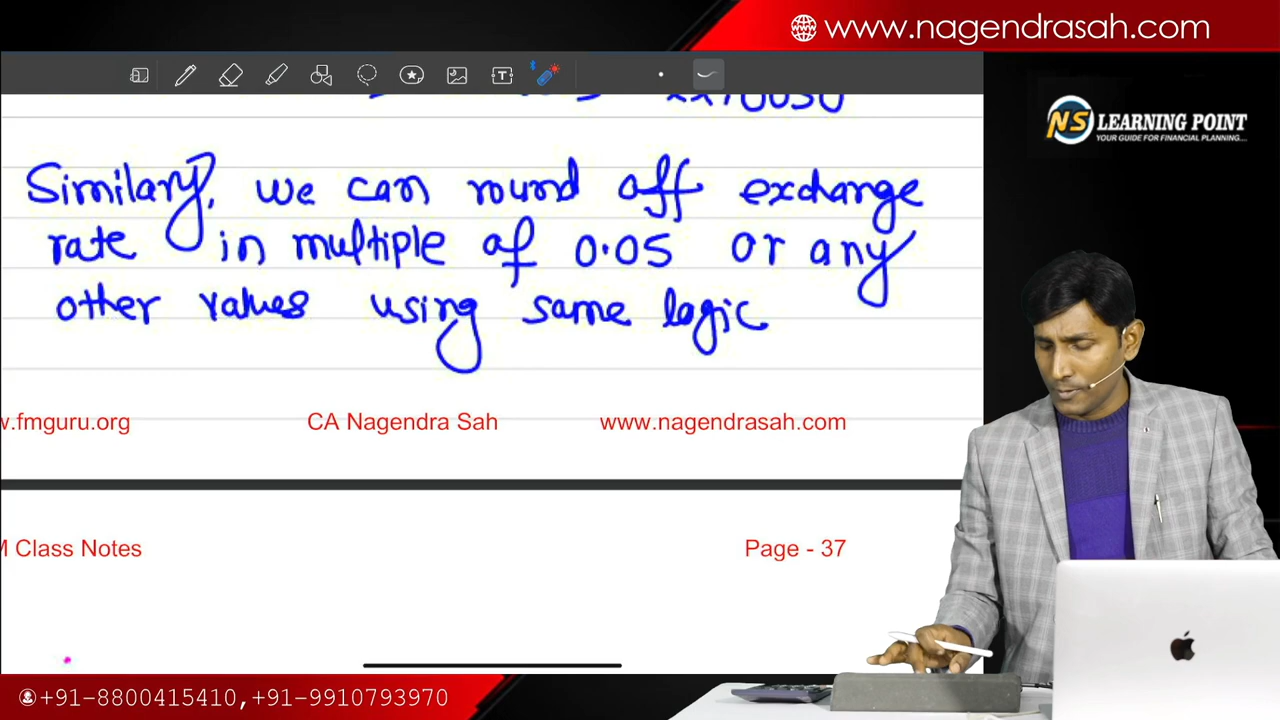 www.nagendrasah.com
NS LEARNING POINT
YOUR GUIDE FOR FINANCIAL PLANNING....
Similary, we can round off exchange
rate in multiple of 0.05 or any
other values using same logic
w.fmguru.org CA Nagendra Sah www.nagendrasah.com
M Class Notes Page - 37
+91-8800415410,+91-9910793970